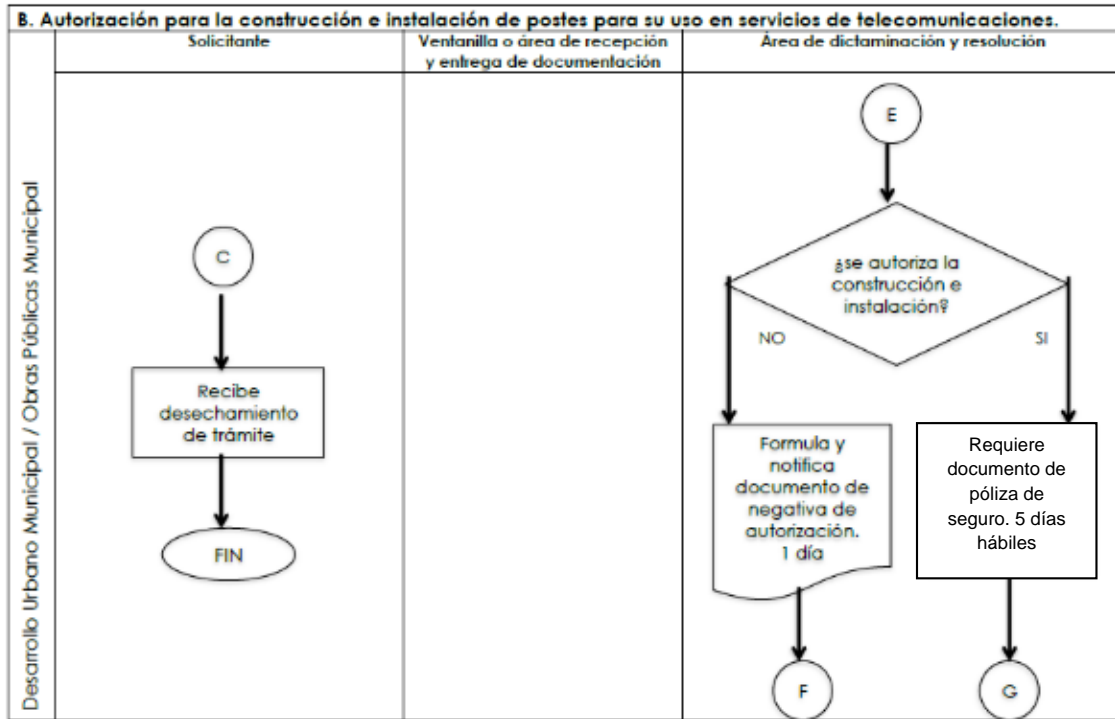 B. Autorización para la construcción e instalación de postes para su uso en servicios de telecomunicaciones.
Solicitante
Ventanilla o área de recepción
y entrega de documentación
Área de dictaminación y resolución
Desarrollo Urbano Municipal / Obras Públicas Municipal
C
Recibe
desechamiento
de trámite
FIN
E
¿se autoriza la
construcción e
instalación?
NO
SI
Formula y
notifica
documento de
negativa de
autorización.
1 día
Requiere
documento de
póliza de
seguro. 5 días
hábiles
F
G